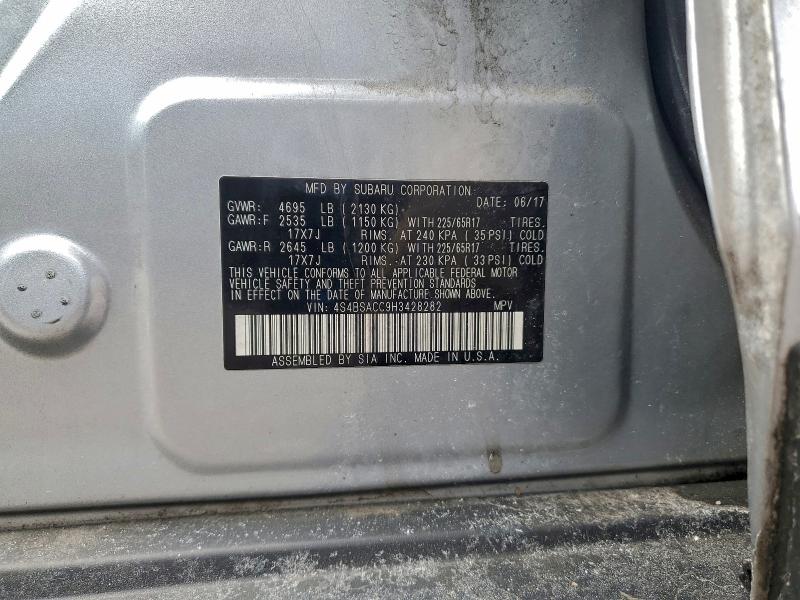 MFD BY SUBARU CORPORATION
GVWR: 4695 LB (2130 KG) DATE: 06/17
GAWR:F 2535 LB (1150 KG) WITH 225/65R17 TIRES.
17X7J RIMS. AT 240 KPA (35 PSI) COLD
GAWR:R 2645 LB (1200 KG) WITH 225/65R17 TIRES.
17X7J RIMS. AT 230 KPA (33 PSI) COLD
THIS VEHICLE CONFORMS TO ALL APPLICABLE FEDERAL MOTOR
VEHICLE SAFETY AND THEFT PREVENTION STANDARDS
IN EFFECT ON THE DATE OF MANUFACTURE SHOWN ABOVE.
VIN: 4S4BSACC9H3428282 MPV
ASSEMBLED BY SIA INC. MADE IN U.S.A.